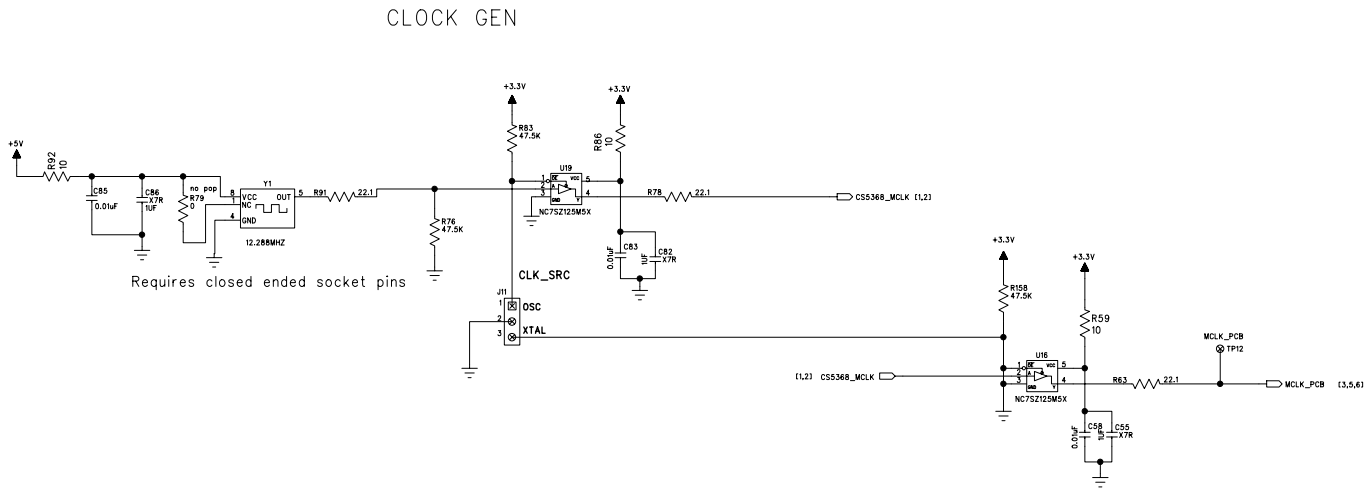 CLOCK GEN
+3.3V
+3.3V
R83
47.5K
R86
10
+5V
R92
10
U19
1 OE VCC 5
2 A
3 GND Y 4
NC7SZ125M5X
C85
0.01uF
C86
X7R
1UF
no pop
R79
0
Y1
8 VCC OUT 5
1 NC
4 GND
12.288MHZ
R91 22.1
R76
47.5K
R78 22.1
CS5368_MCLK [1,2]
C83
0.01uF
C82
1UF
X7R
Requires closed ended socket pins
CLK_SRC
J11
1 OSC
2
3 XTAL
+3.3V
R158
47.5K
+3.3V
R59
10
MCLK_PCB
TP12
U16
1 OE VCC 5
2 A
3 GND Y 4
NC7SZ125M5X
[1,2] CS5368_MCLK
R63 22.1
MCLK_PCB [3,5,6]
C58
0.01uF
C55
1UF
X7R